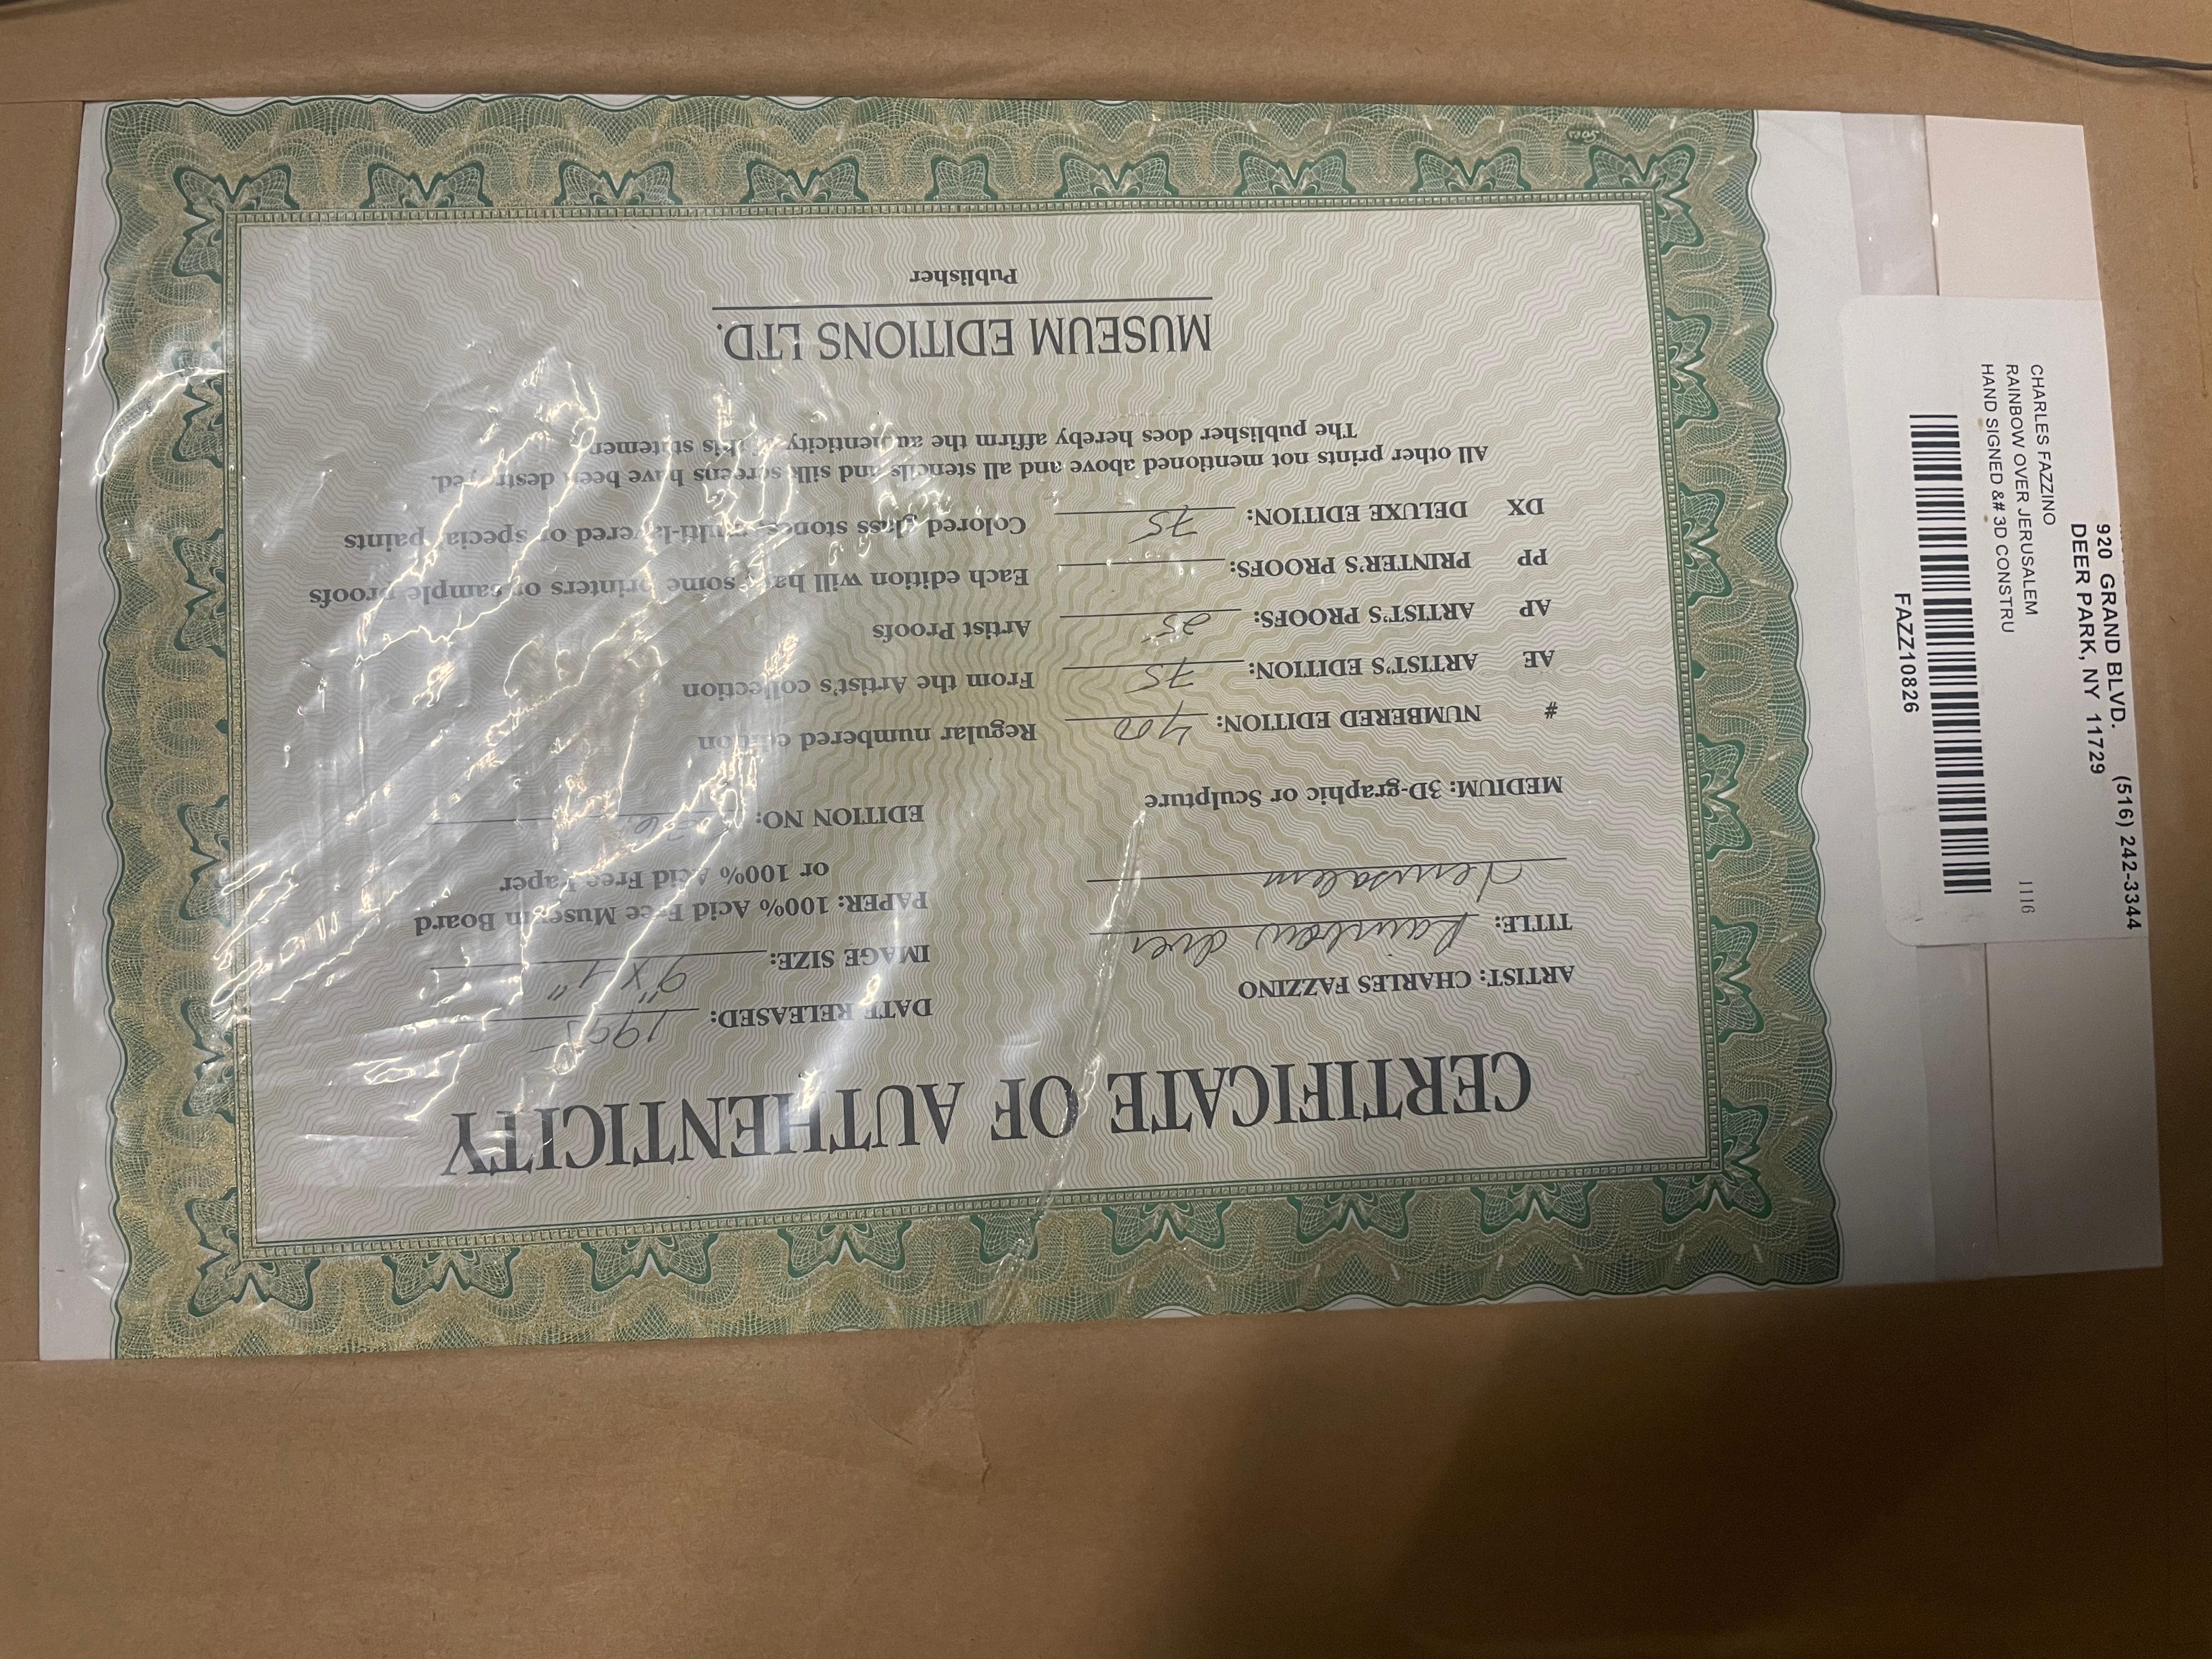 CERTIFICATE OF AUTHENTICITY
ARTIST: CHARLES FAZZINO
TITLE: Rainbow Over
Jerusalem
MEDIUM: 3D-graphic or Sculpture
DATE RELEASED: 1995
IMAGE SIZE: 9" x
PAPER: 100% Acid Free Museum Board
or 100% Acid Free Paper
EDITION NO:
# NUMBERED EDITION: 400 Regular numbered edition
AE ARTIST'S EDITION: 75 From the Artist's collection
AP ARTIST'S PROOFS: 25 Artist Proofs
PP PRINTER'S PROOFS: Each edition will have some printers or sample proofs
DX DELUXE EDITION: 75 Colored glass stones, multi-layered or special paints
All other prints not mentioned above and all stencils and silk screens have been destroyed.
The publisher does hereby affirm the authenticity of this statement
MUSEUM EDITIONS LTD.
Publisher
920 GRAND BLVD. (516) 242-3344
DEER PARK, NY 11729
CHARLES FAZZINO
RAINBOW OVER JERUSALEM 1116
HAND SIGNED &# 3D CONSTRU
FAZZ10826